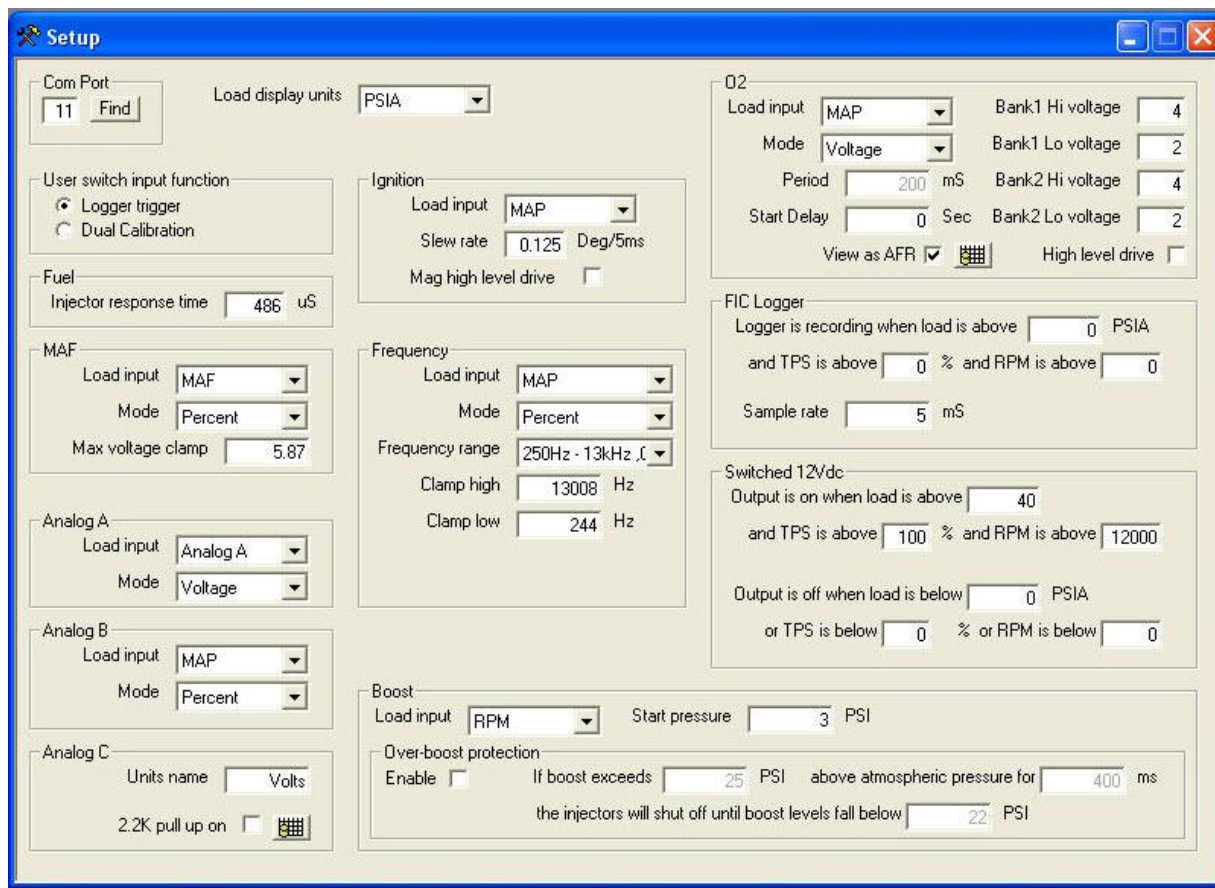 Setup
Com Port
11 Find
Load display units PSIA
User switch input function
Logger trigger
Dual Calibration
Fuel
Injector response time 486 uS
MAF
Load input MAF
Mode Percent
Max voltage clamp 5.87
Analog A
Load input Analog A
Mode Voltage
Analog B
Load input MAP
Mode Percent
Analog C
Units name Volts
2.2K pull up on
Ignition
Load input MAP
Slew rate 0.125 Deg/5ms
Mag high level drive
Frequency
Load input MAP
Mode Percent
Frequency range 250Hz - 13kHz ,
Clamp high 13008 Hz
Clamp low 244 Hz
O2
Load input MAP Bank1 Hi voltage 4
Mode Voltage Bank1 Lo voltage 2
Period 200 mS Bank2 Hi voltage 4
Start Delay 0 Sec Bank2 Lo voltage 2
View as AFR High level drive
FIC Logger
Logger is recording when load is above 0 PSIA
and TPS is above 0 % and RPM is above 0
Sample rate 5 mS
Switched 12Vdc
Output is on when load is above 40
and TPS is above 100 % and RPM is above 12000
Output is off when load is below 0 PSIA
or TPS is below 0 % or RPM is below 0
Boost
Load input RPM Start pressure 3 PSI
Over-boost protection
Enable If boost exceeds 25 PSI above atmospheric pressure for 400 ms
the injectors will shut off until boost levels fall below 22 PSI